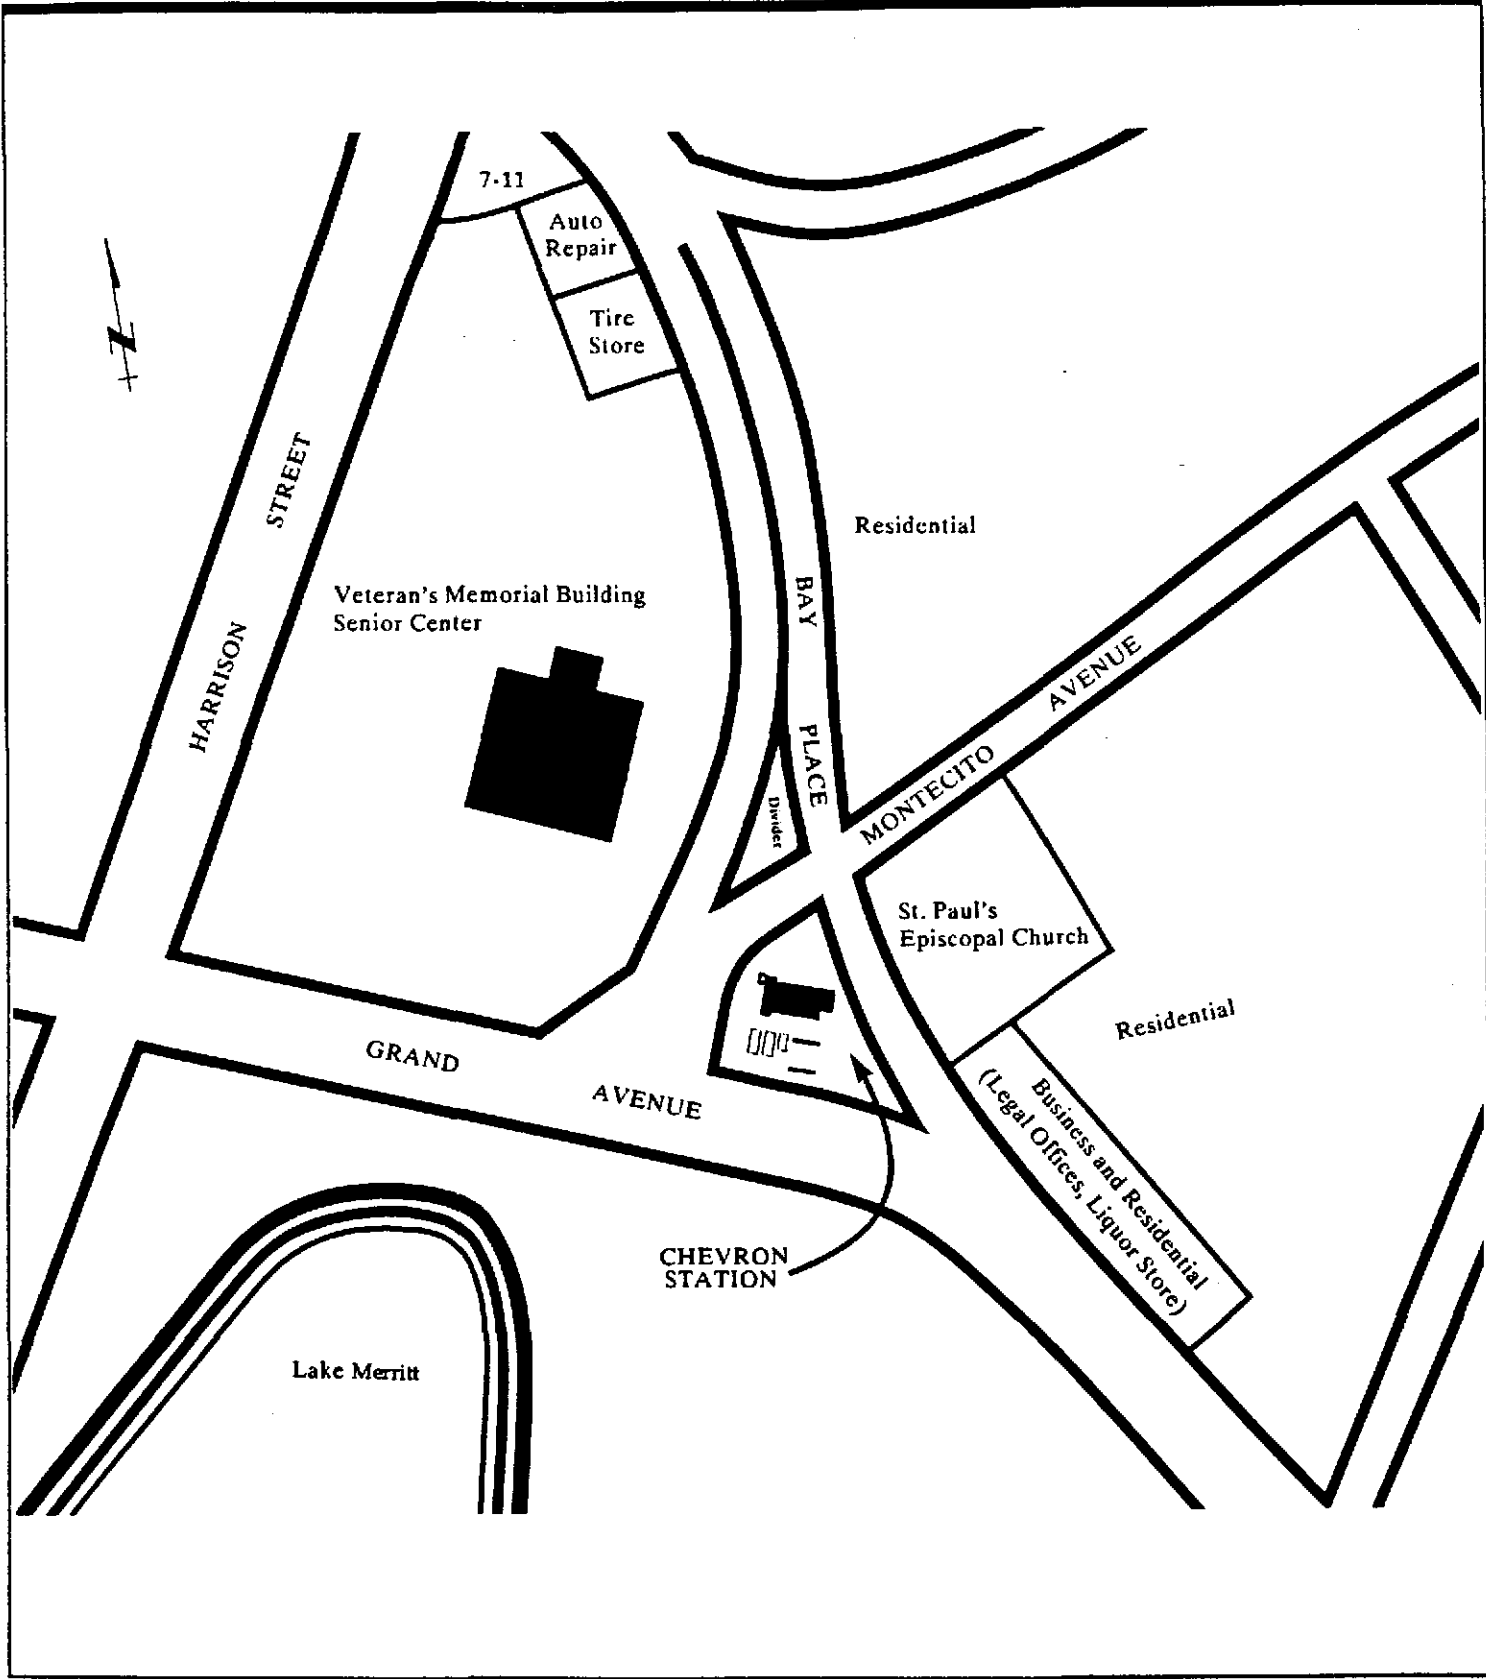 7-11
Auto
Repair
Tire
Store
N
STREET
HARRISON
Residential
Veteran's Memorial Building
Senior Center
BAY
PLACE
Divider
AVENUE
MONTECITO
St. Paul's
Episcopal Church
Residential
GRAND
AVENUE
Business and Residential
(Legal Offices, Liquor Store)
CHEVRON
STATION
Lake Merritt